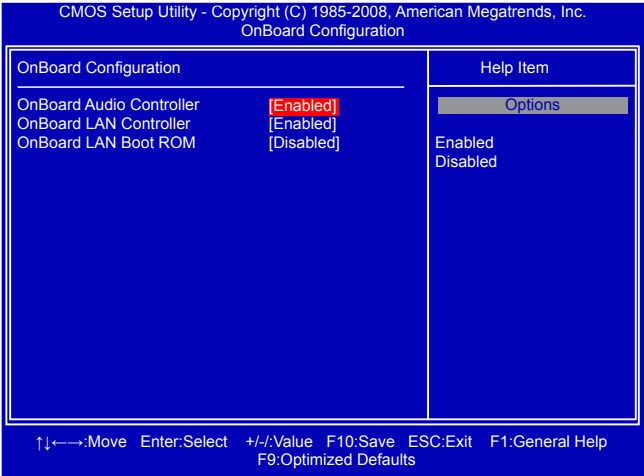 CMOS Setup Utility - Copyright (C) 1985-2008, American Megatrends, Inc.
OnBoard Configuration
OnBoard Configuration
Help Item
OnBoard Audio Controller [Enabled]
OnBoard LAN Controller [Enabled]
OnBoard LAN Boot ROM [Disabled]
Options
Enabled
Disabled
↑↓←→:Move Enter:Select +/-/:Value F10:Save ESC:Exit F1:General Help
F9:Optimized Defaults